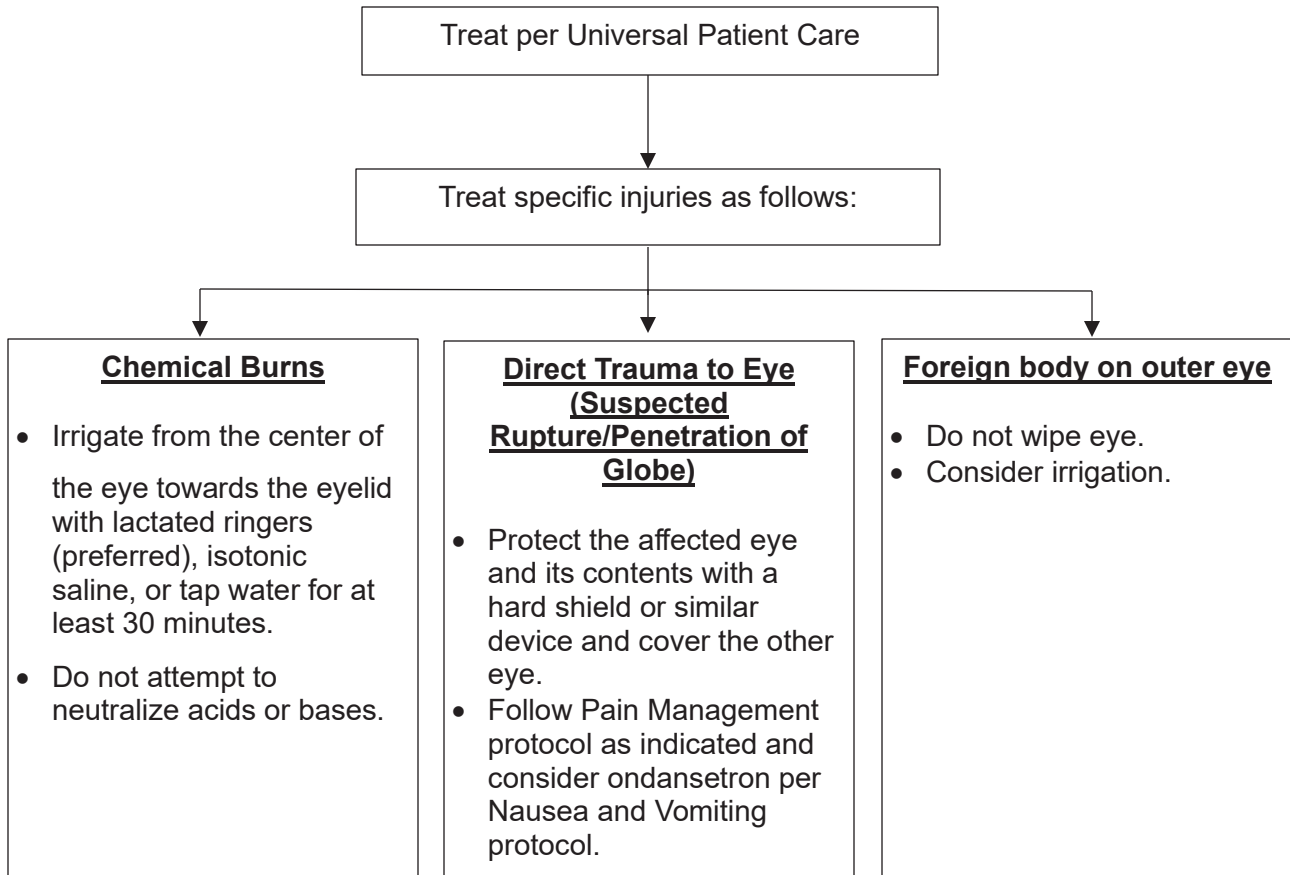 Treat per Universal Patient Care
Treat specific injuries as follows:
Chemical Burns
• Irrigate from the center of
the eye towards the eyelid
with lactated ringers
(preferred), isotonic
saline, or tap water for at
least 30 minutes.
• Do not attempt to
neutralize acids or bases.
Direct Trauma to Eye
(Suspected
Rupture/Penetration of
Globe)
• Protect the affected eye
and its contents with a
hard shield or similar
device and cover the other
eye.
• Follow Pain Management
protocol as indicated and
consider ondansetron per
Nausea and Vomiting
protocol.
Foreign body on outer eye
• Do not wipe eye.
• Consider irrigation.